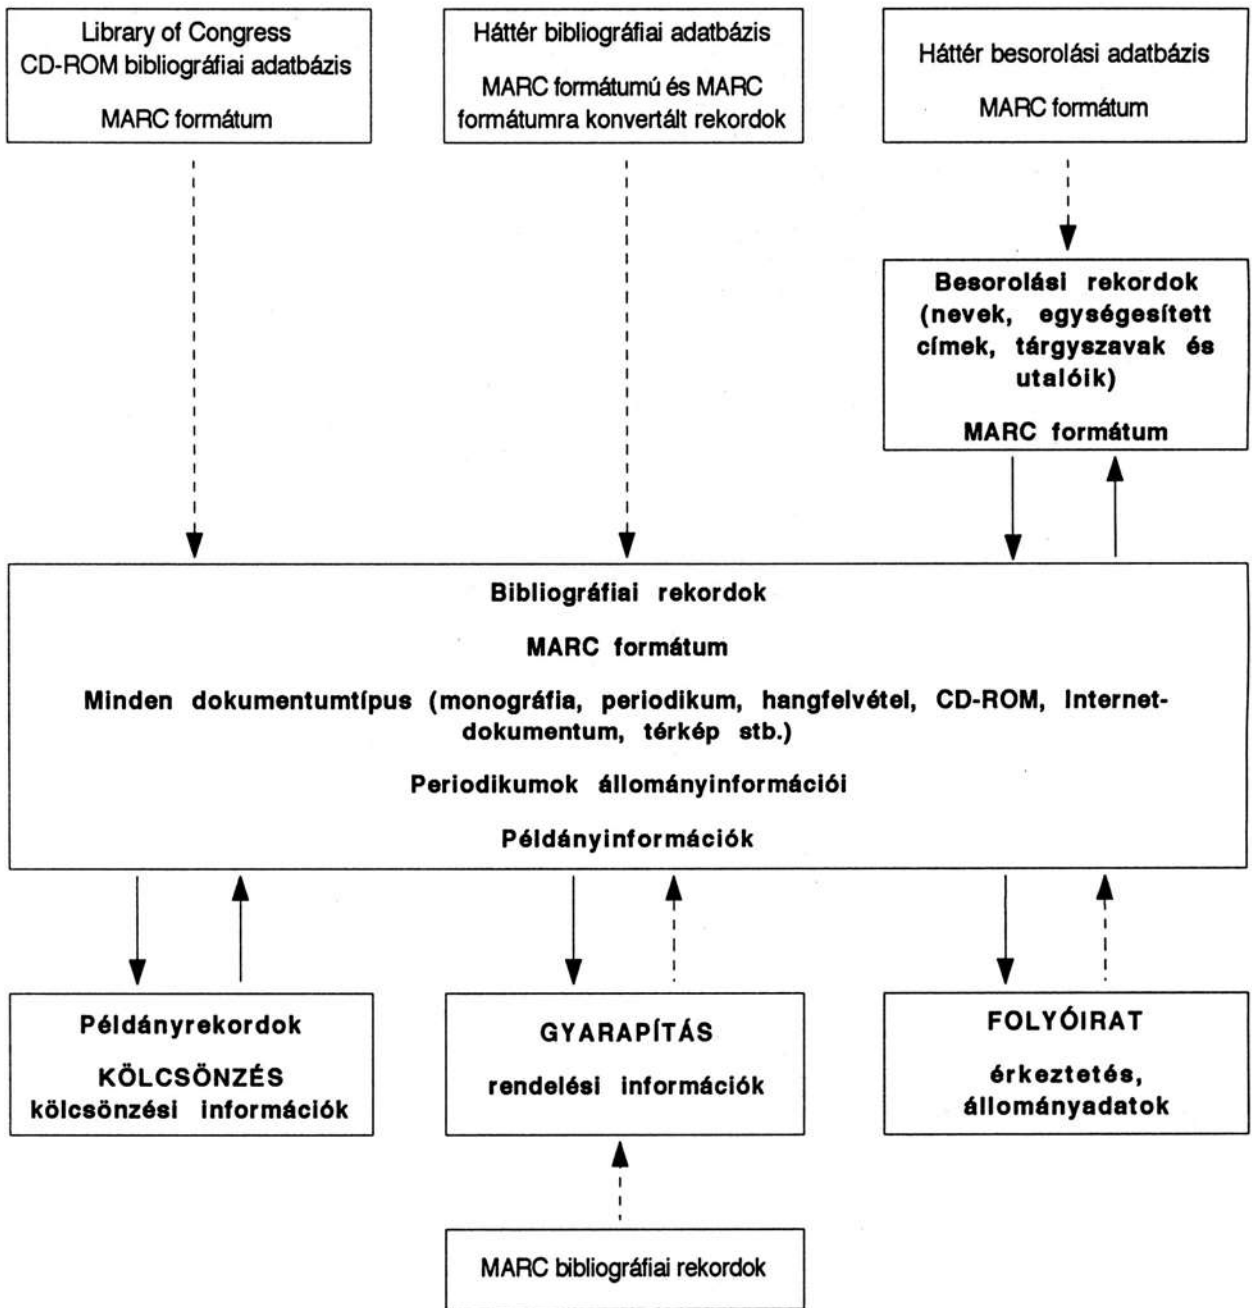 Library of Congress
CD-ROM bibliográfiai adatbázis
MARC formátum
Háttér bibliográfiai adatbázis
MARC formátumú és MARC
formátumra konvertált rekordok
Háttér besorolási adatbázis
MARC formátum
Besorolási rekordok
(nevek, egységesített
címek, tárgyszavak és
utalóik)
MARC formátum
Bibliográfiai rekordok
MARC formátum
Minden dokumentumtípus (monográfia, periodikum, hangfelvétel, CD-ROM, Internet-
dokumentum, térkép stb.)
Periodikumok állományinformációi
Példányinformációk
Példányrekordok
KÖLCSÖNZÉS
kölcsönzési információk
GYARAPÍTÁS
rendelési információk
FOLYÓIRAT
érkeztetés,
állományadatok
MARC bibliográfiai rekordok